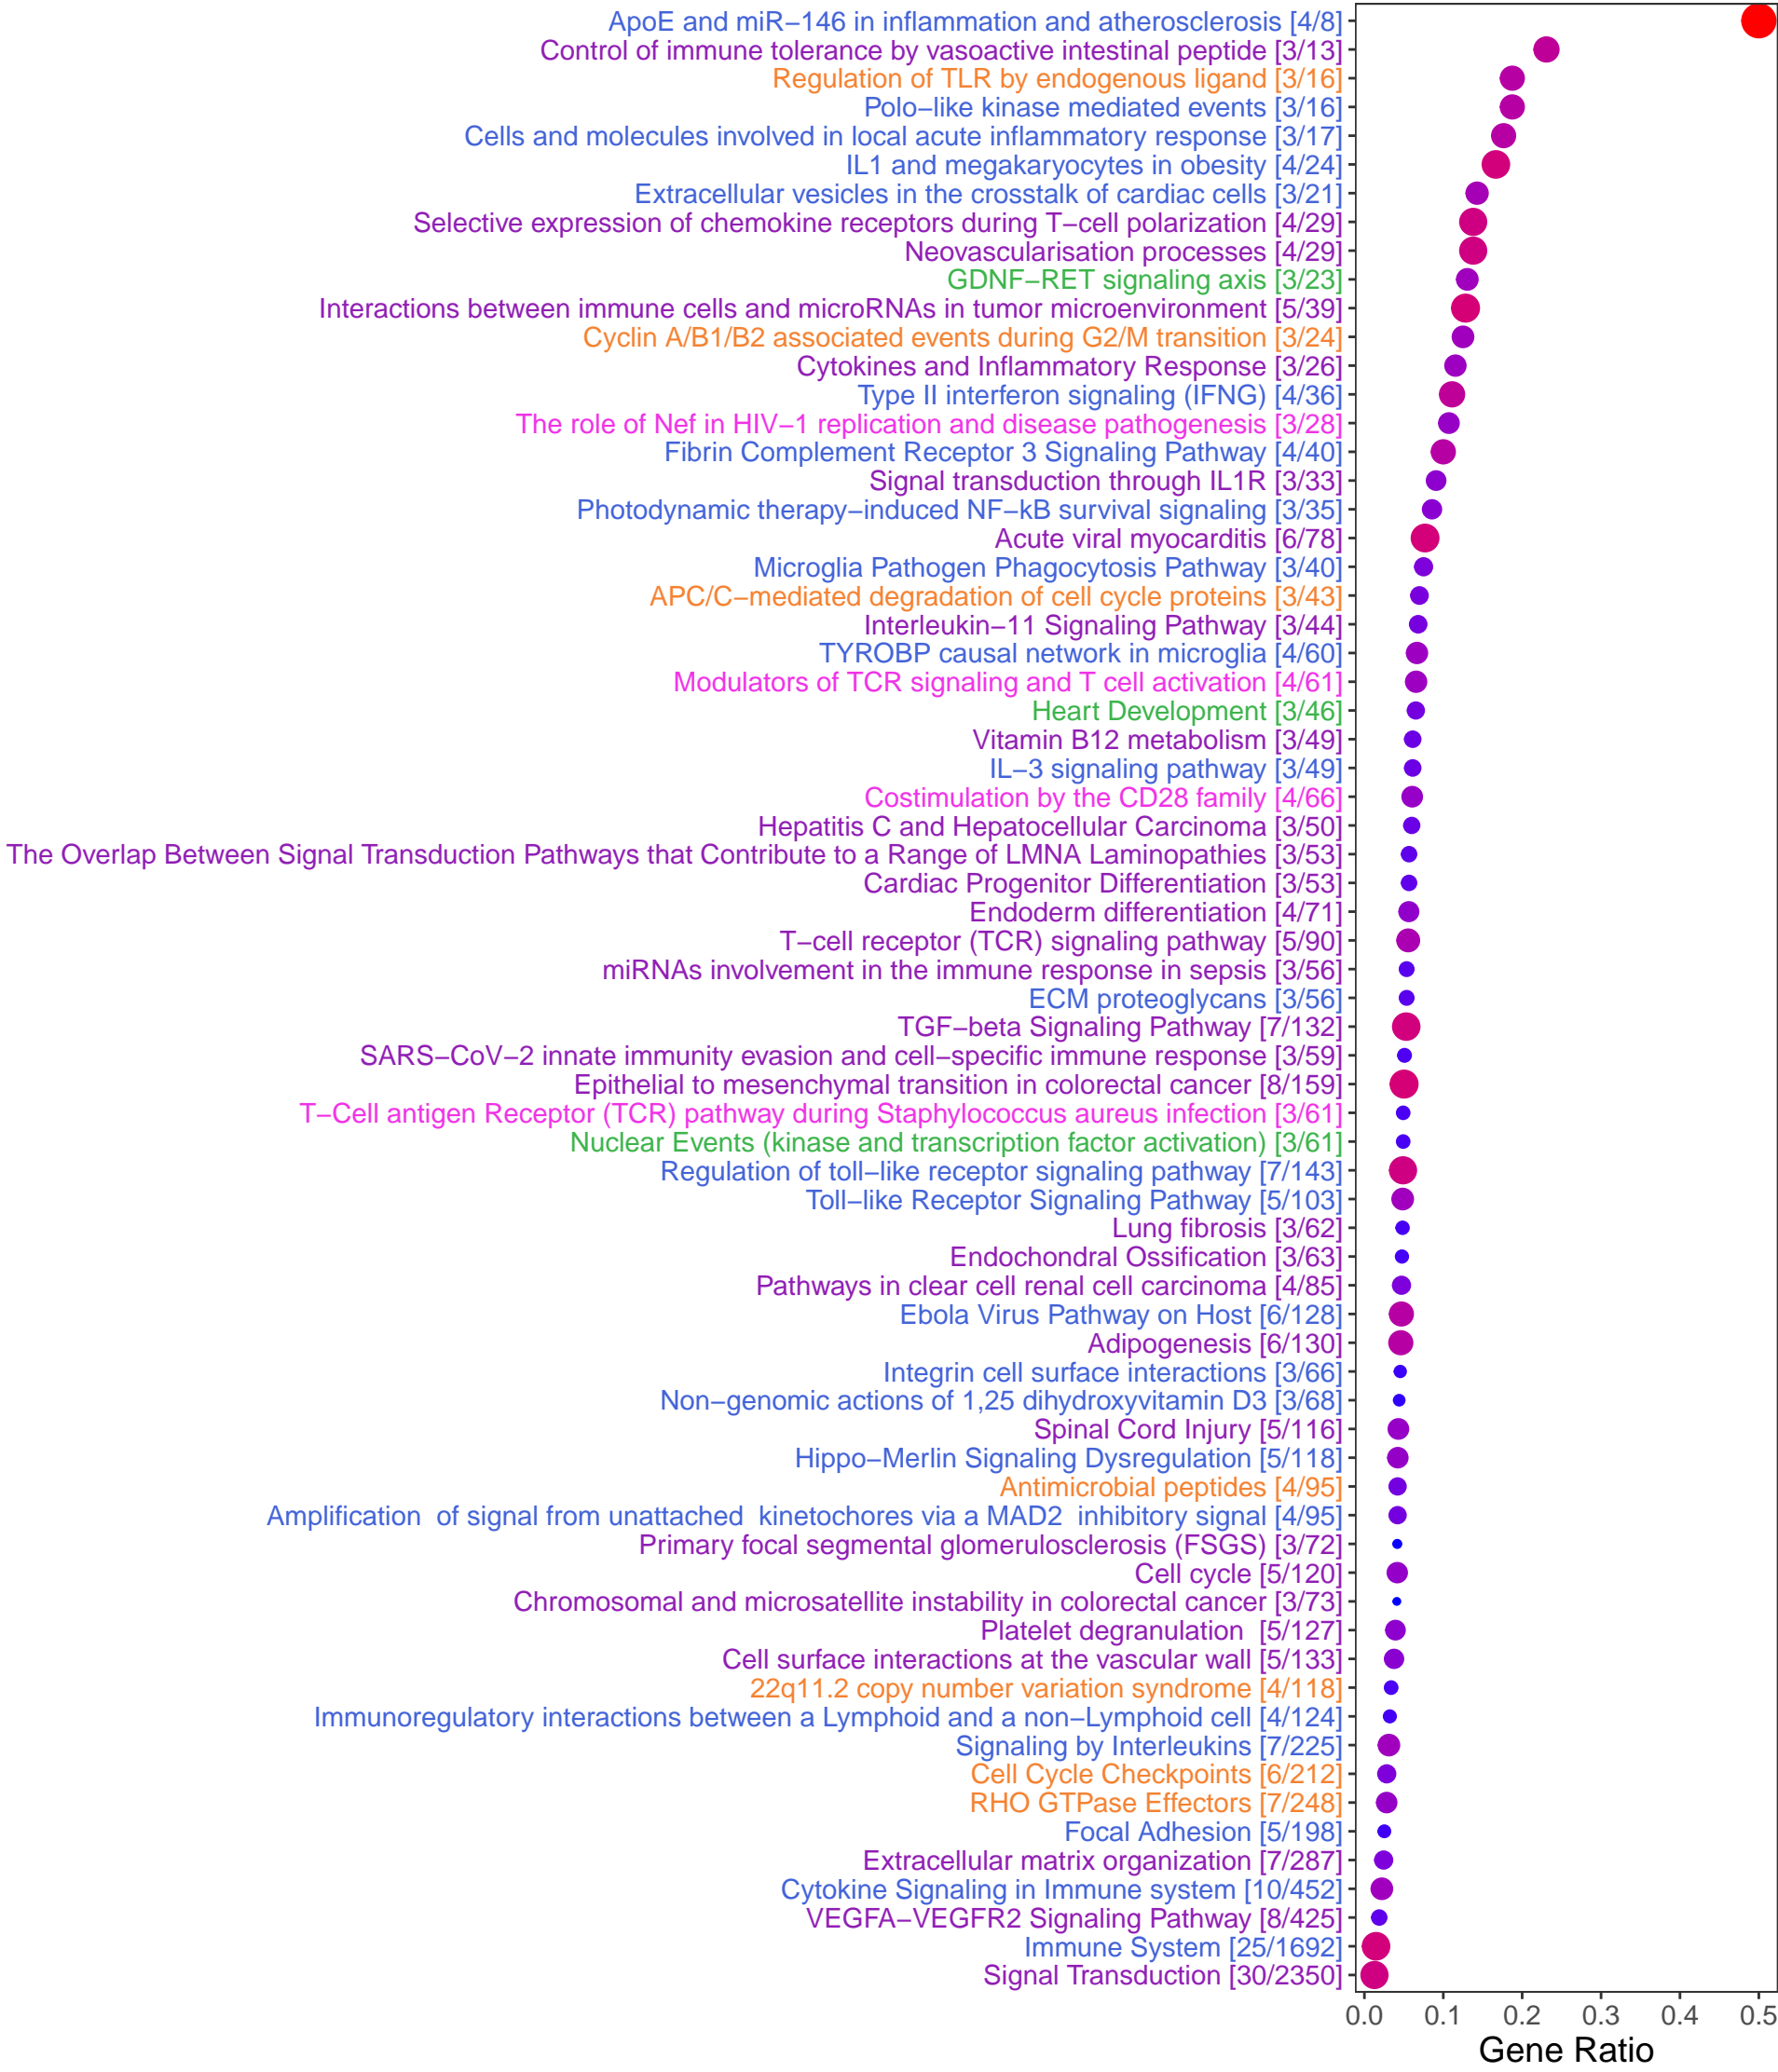 ApoE and miR−146 in inflammation and atherosclerosis [4/8]
Control of immune tolerance by vasoactive intestinal peptide [3/13]
Regulation of TLR by endogenous ligand [3/16]
Polo−like kinase mediated events [3/16]
Cells and molecules involved in local acute inflammatory response [3/17]
IL1 and megakaryocytes in obesity [4/24]
Extracellular vesicles in the crosstalk of cardiac cells [3/21]
Selective expression of chemokine receptors during T−cell polarization [4/29]
Neovascularisation processes [4/29]
GDNF−RET signaling axis [3/23]
Interactions between immune cells and microRNAs in tumor microenvironment [5/39]
Cyclin A/B1/B2 associated events during G2/M transition [3/24]
Cytokines and Inflammatory Response [3/26]
Type II interferon signaling (IFNG) [4/36]
The role of Nef in HIV−1 replication and disease pathogenesis [3/28]
Fibrin Complement Receptor 3 Signaling Pathway [4/40]
Signal transduction through IL1R [3/33]
Photodynamic therapy−induced NF−kB survival signaling [3/35]
Acute viral myocarditis [6/78]
Microglia Pathogen Phagocytosis Pathway [3/40]
APC/C−mediated degradation of cell cycle proteins [3/43]
Interleukin−11 Signaling Pathway [3/44]
TYROBP causal network in microglia [4/60]
Modulators of TCR signaling and T cell activation [4/61]
Heart Development [3/46]
Vitamin B12 metabolism [3/49]
IL−3 signaling pathway [3/49]
Costimulation by the CD28 family [4/66]
Hepatitis C and Hepatocellular Carcinoma [3/50]
The Overlap Between Signal Transduction Pathways that Contribute to a Range of LMNA Laminopathies [3/53]
Cardiac Progenitor Differentiation [3/53]
Endoderm differentiation [4/71]
T−cell receptor (TCR) signaling pathway [5/90]
miRNAs involvement in the immune response in sepsis [3/56]
ECM proteoglycans [3/56]
TGF−beta Signaling Pathway [7/132]
SARS−CoV−2 innate immunity evasion and cell−specific immune response [3/59]
Epithelial to mesenchymal transition in colorectal cancer [8/159]
T−Cell antigen Receptor (TCR) pathway during Staphylococcus aureus infection [3/61]
Nuclear Events (kinase and transcription factor activation) [3/61]
Regulation of toll−like receptor signaling pathway [7/143]
Toll−like Receptor Signaling Pathway [5/103]
Lung fibrosis [3/62]
Endochondral Ossification [3/63]
Pathways in clear cell renal cell carcinoma [4/85]
Ebola Virus Pathway on Host [6/128]
Adipogenesis [6/130]
Integrin cell surface interactions [3/66]
Non−genomic actions of 1,25 dihydroxyvitamin D3 [3/68]
Spinal Cord Injury [5/116]
Hippo−Merlin Signaling Dysregulation [5/118]
Antimicrobial peptides [4/95]
Amplification  of signal from unattached  kinetochores via a MAD2  inhibitory signal [4/95]
Primary focal segmental glomerulosclerosis (FSGS) [3/72]
Cell cycle [5/120]
Chromosomal and microsatellite instability in colorectal cancer [3/73]
Platelet degranulation  [5/127]
Cell surface interactions at the vascular wall [5/133]
22q11.2 copy number variation syndrome [4/118]
Immunoregulatory interactions between a Lymphoid and a non−Lymphoid cell [4/124]
Signaling by Interleukins [7/225]
Cell Cycle Checkpoints [6/212]
RHO GTPase Effectors [7/248]
Focal Adhesion [5/198]
Extracellular matrix organization [7/287]
Cytokine Signaling in Immune system [10/452]
VEGFA−VEGFR2 Signaling Pathway [8/425]
Immune System [25/1692]
Signal Transduction [30/2350]
0.0 0.1 0.2 0.3 0.4 0.5
Gene Ratio